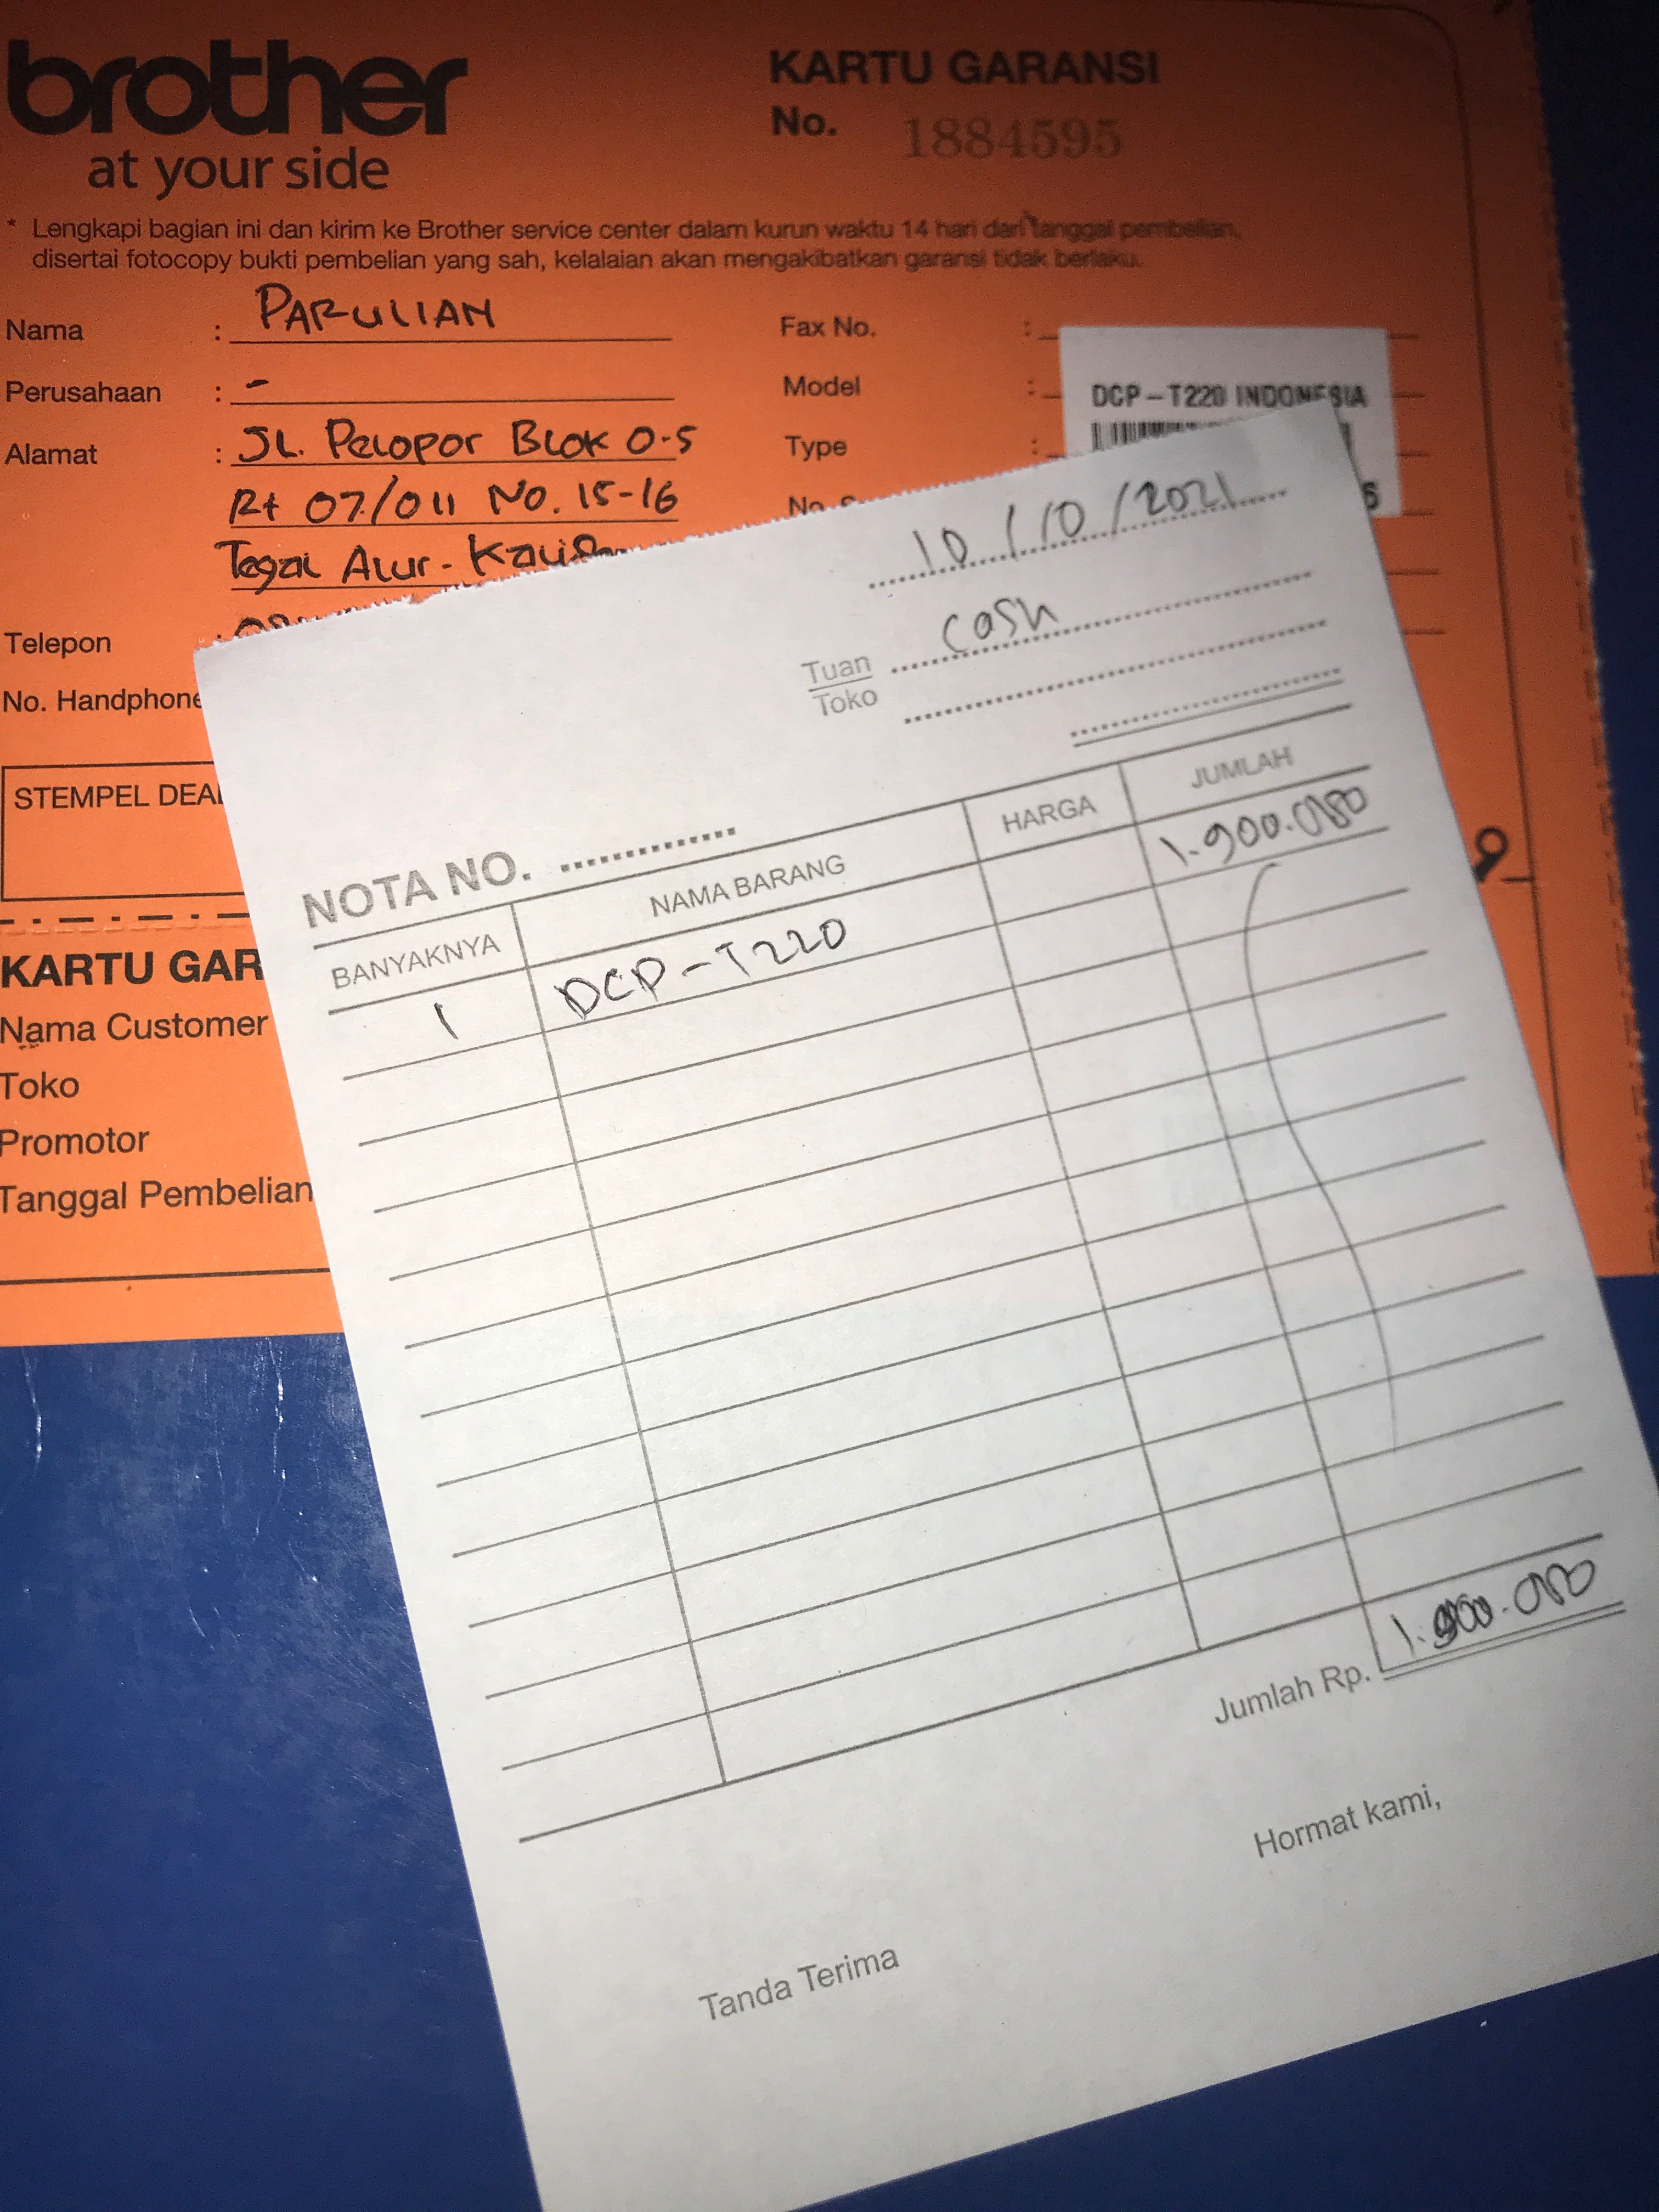 brother
at your side
KARTU GARANSI
No. 1884595
* Lengkapi bagian ini dan kirim ke Brother service center dalam kurun waktu 14 hari dari tanggal pembelian,
disertai fotocopy bukti pembelian yang sah, kelalaian akan mengakibatkan garansi tidak berlaku.
Nama : PARULIAN
Perusahaan : -
Alamat : JL. Pelopor Blok O-5
Rt 07/011 No. 15-16
Tegal Alur -
Telepon :
No. Handphone
Fax No. :
Model : DCP-T220 INDONESIA
Type :
No.
STEMPEL
KARTU
Nama Customer
Toko
Promotor
Tanggal Pembelian
10/10/2021
Tuan cash
Toko
NOTA NO.
BANYAKNYA NAMA BARANG HARGA JUMLAH
1 DCP-T220 1.900.000
Jumlah Rp. 1.900.000
Tanda Terima Hormat kami,